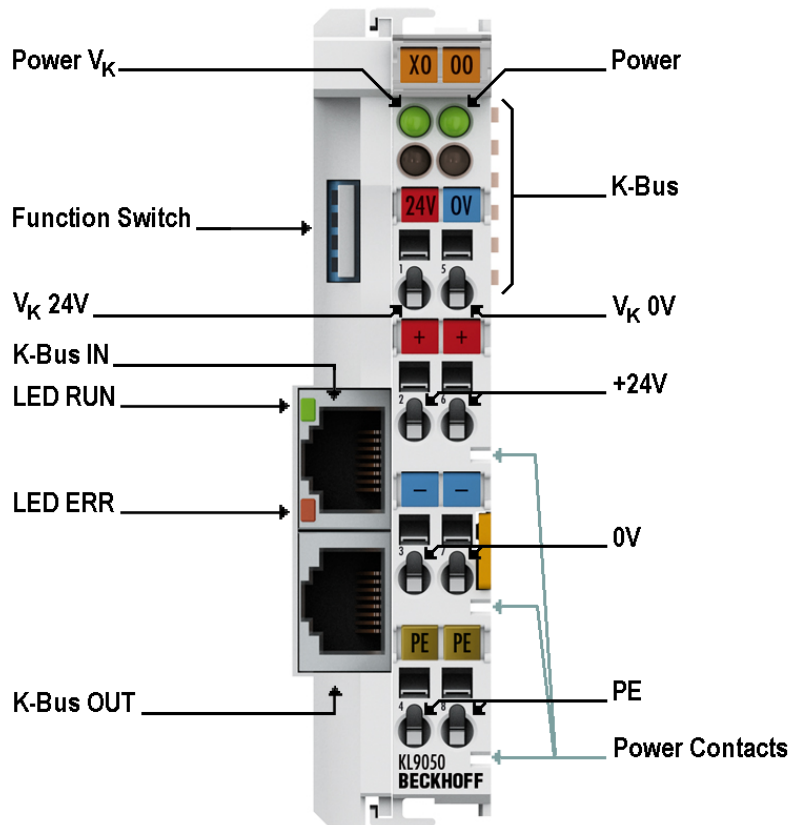 X0 00
Power VK
Power
K-Bus
24V 0V
Function Switch
1 5
VK 24V
VK 0V
+ +
K-Bus IN
+24V
LED RUN
2 6
− −
LED ERR
0V
3 7
PE PE
K-Bus OUT
PE
4 8
Power Contacts
KL9050
BECKHOFF